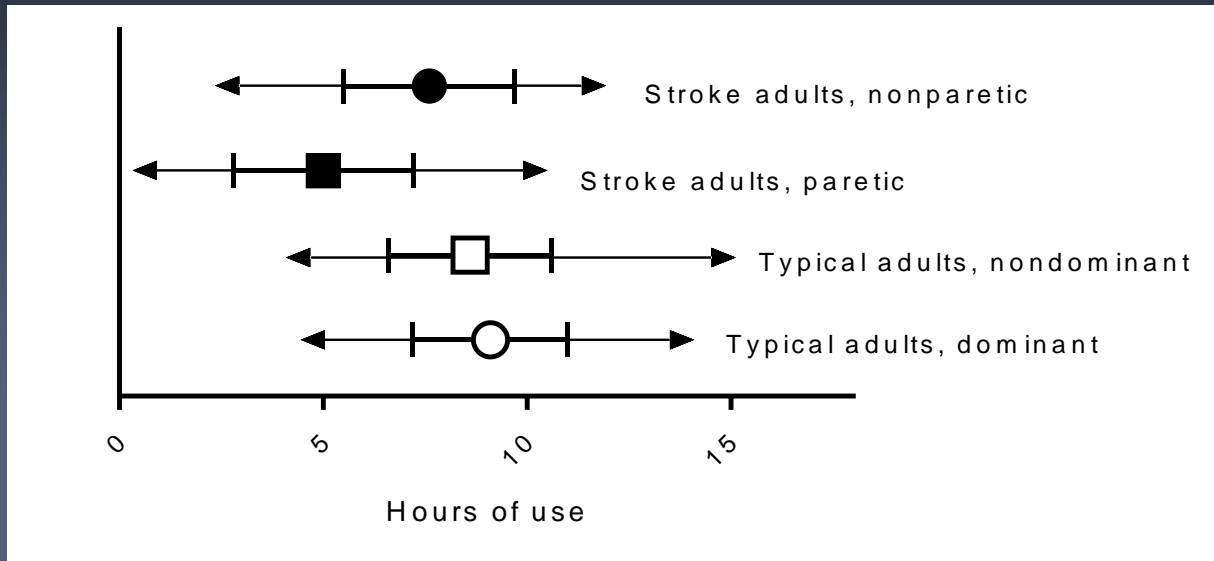 Stroke adults, nonparetic
Stroke adults, paretic
Typical adults, nondominant
Typical adults, dominant
0 5 10 15
Hours of use